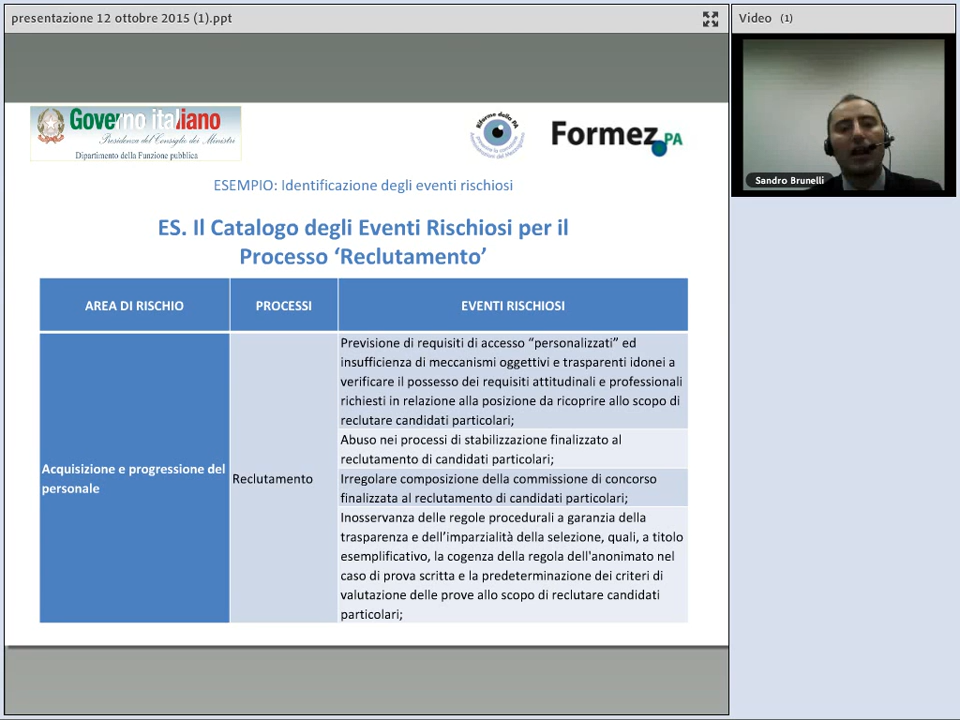 presentazione 12 ottobre 2015 (1).ppt
Video (1)
Governo italiano
Presidenza del Consiglio dei Ministri
Dipartimento della Funzione pubblica
Formez PA
Sandro Brunelli
ESEMPIO: Identificazione degli eventi rischiosi
ES. Il Catalogo degli Eventi Rischiosi per il
Processo ‘Reclutamento’
AREA DI RISCHIO
PROCESSI
EVENTI RISCHIOSI
Acquisizione e progressione del
personale
Reclutamento
Previsione di requisiti di accesso “personalizzati” ed
insufficienza di meccanismi oggettivi e trasparenti idonei a
verificare il possesso dei requisiti attitudinali e professionali
richiesti in relazione alla posizione da ricoprire allo scopo di
reclutare candidati particolari;
Abuso nei processi di stabilizzazione finalizzato al
reclutamento di candidati particolari;
Irregolare composizione della commissione di concorso
finalizzata al reclutamento di candidati particolari;
Inosservanza delle regole procedurali a garanzia della
trasparenza e dell’imparzialità della selezione, quali, a titolo
esemplificativo, la cogenza della regola dell'anonimato nel
caso di prova scritta e la predeterminazione dei criteri di
valutazione delle prove allo scopo di reclutare candidati
particolari;